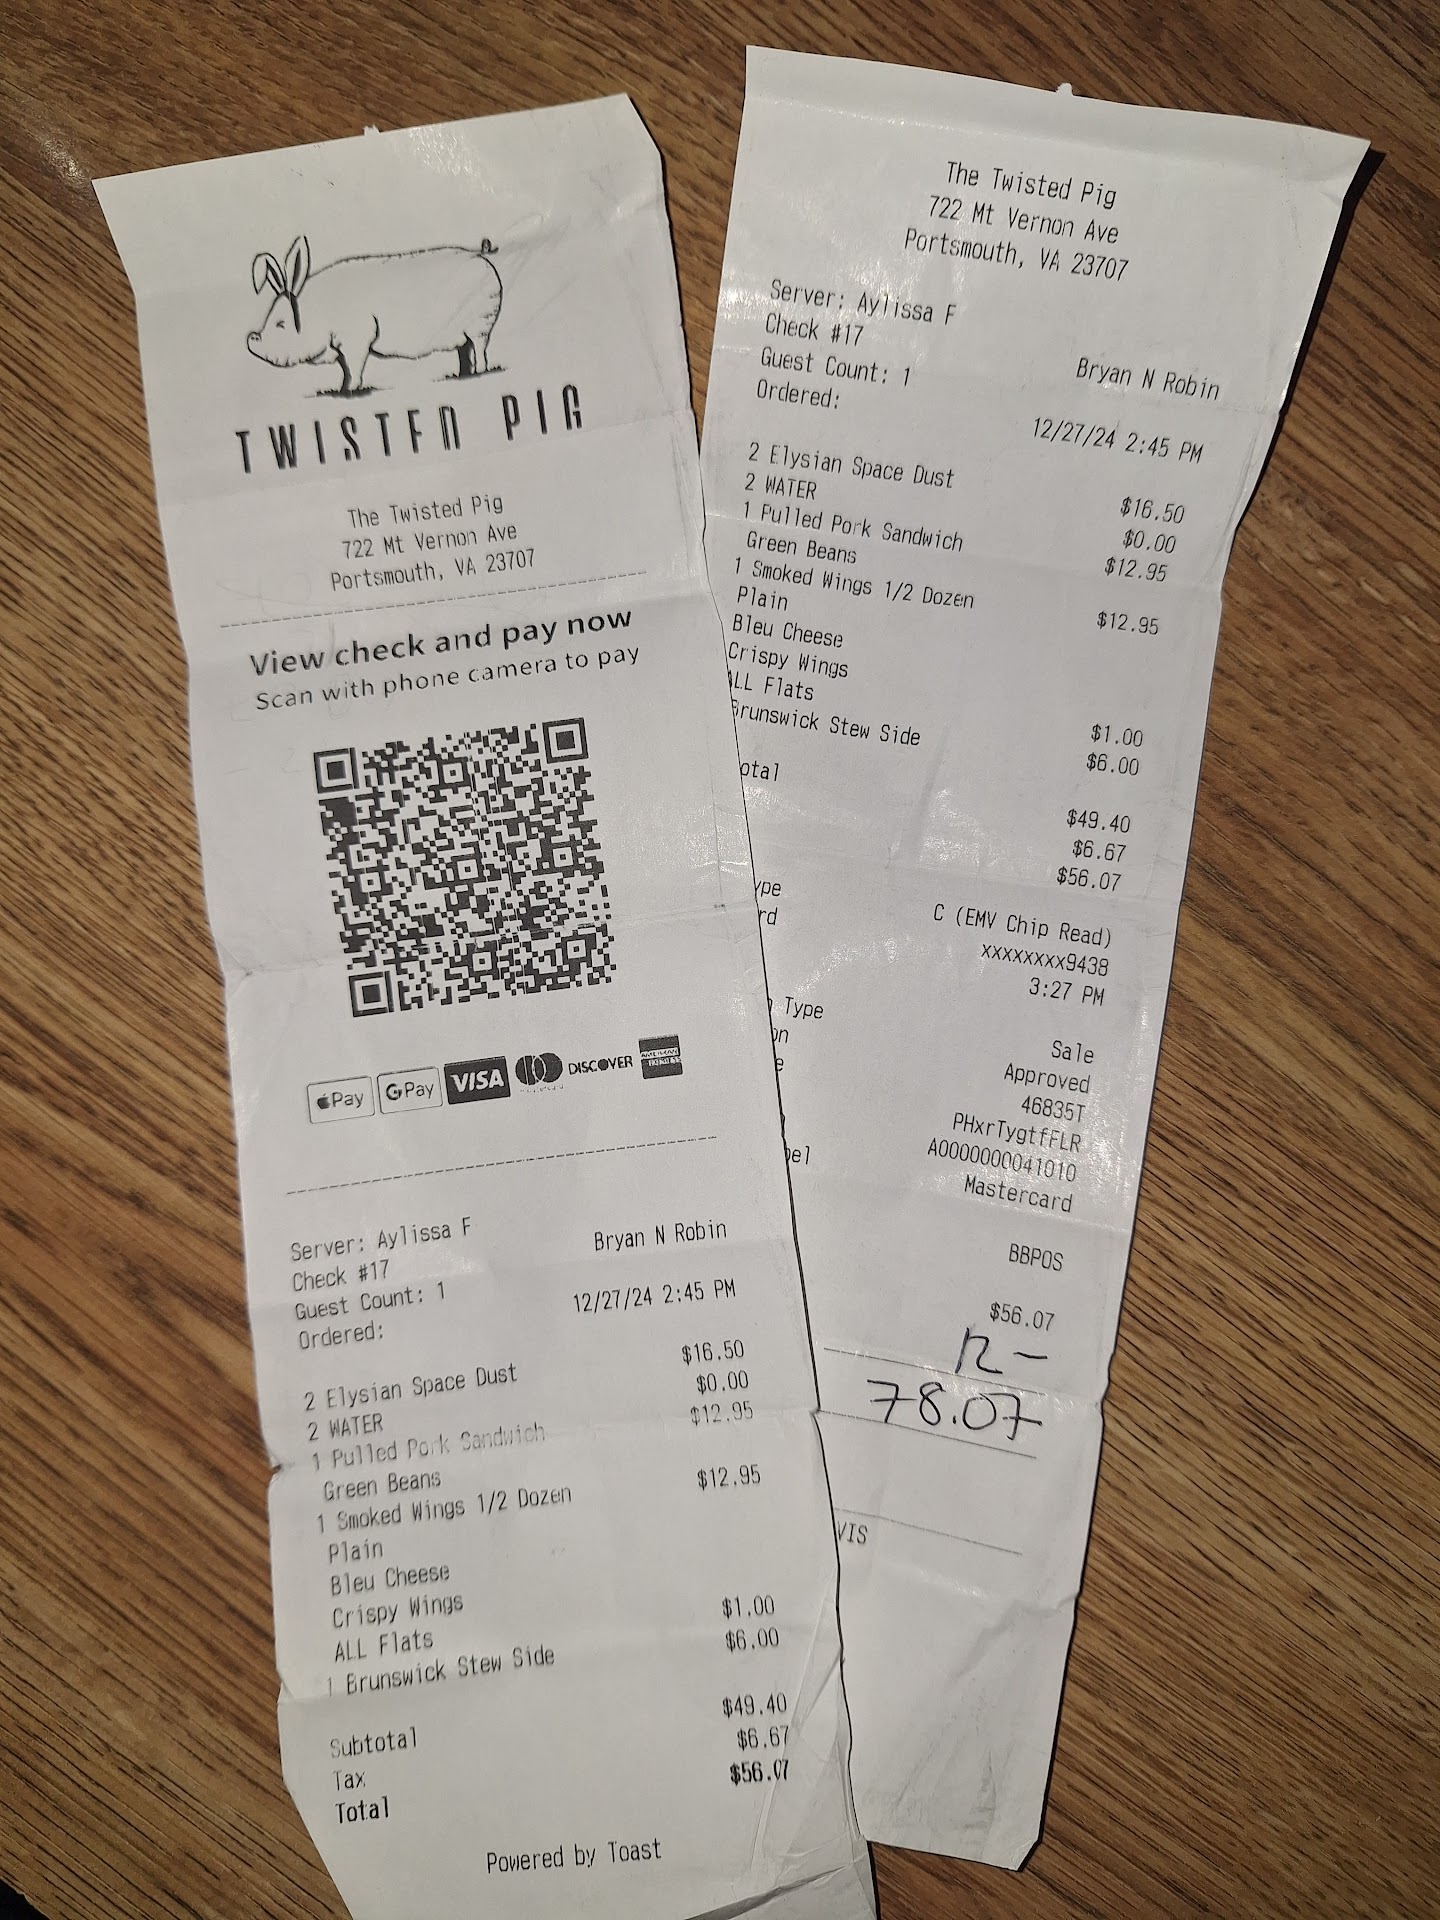 TWISTED PIG
The Twisted Pig
722 Mt Vernon Ave
Portsmouth, VA 23707
View check and pay now
Scan with phone camera to pay
Pay
G Pay
VISA
DISCOVER
AMERICAN EXPRESS
Server: Aylissa F
Check #17
Guest Count: 1 Bryan N Robin
Ordered: 12/27/24 2:45 PM
2 Elysian Space Dust $16.50
2 WATER $0.00
1 Pulled Pork Sandwich $12.95
Green Beans
1 Smoked Wings 1/2 Dozen $12.95
Plain
Bleu Cheese
Crispy Wings
ALL Flats $1.00
1 Brunswick Stew Side $6.00
Subtotal $49.40
Tax $6.67
Total $56.07
Powered by Toast
The Twisted Pig
722 Mt Vernon Ave
Portsmouth, VA 23707
Server: Aylissa F
Check #17
Guest Count: 1 Bryan N Robin
Ordered: 12/27/24 2:45 PM
2 Elysian Space Dust $16.50
2 WATER $0.00
1 Pulled Pork Sandwich $12.95
Green Beans
1 Smoked Wings 1/2 Dozen $12.95
Plain
Bleu Cheese
Crispy Wings
ALL Flats $1.00
Brunswick Stew Side $6.00
otal $49.40
$6.67
$56.07
ype C (EMV Chip Read)
rd xxxxxxxx9438
3:27 PM
Type Sale
on Approved
e 46835T
PHxrTygtfFLR
A0000000041010
bel Mastercard
BBPOS
$56.07
78.07
VIS